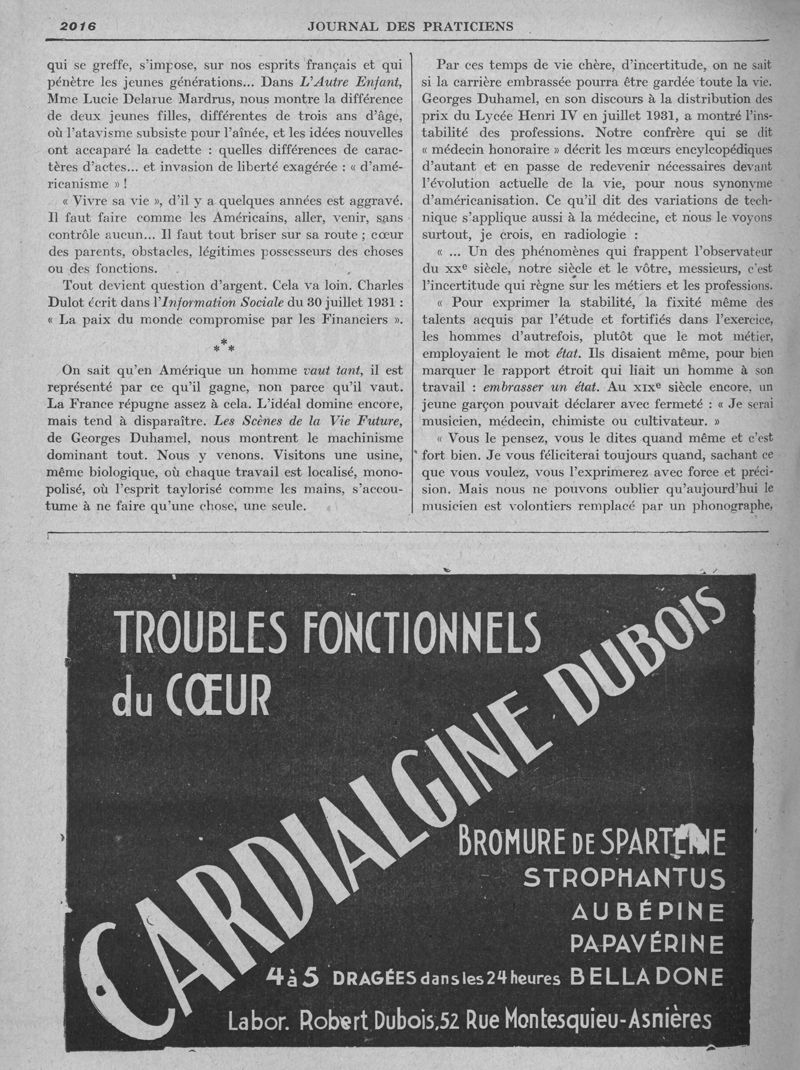 2016
JOURNAL DES PRATICIENS
qui se greffe, s'impose, sur nos esprits français et qui
pénètre les jeunes générations... Dans L'Autre Enfant,
Mme Lucie Delarue Mardrus, nous montre la différence
de deux jeunes filles, différentes de trois ans d'âge,
où l'atavisme subsiste pour l'aînée, et les idées nouvelles
ont accaparé la cadette : quelles différences de carac-
tères d'actes... et invasion de liberté exagérée : « d'amé-
ricanisme » !
« Vivre sa vie », d'il y a quelques années est aggravé.
Il faut faire comme les Américains, aller, venir, sans
contrôle aucun... Il faut tout briser sur sa route ; cœur
des parents, obstacles, légitimes possesseurs des choses
ou des fonctions.
Tout devient question d'argent. Cela va loin. Charles
Dulot écrit dans l'Information Sociale du 30 juillet 1931 :
« La paix du monde compromise par les Financiers ».
*
* *
On sait qu'en Amérique un homme vaut tant, il est
représenté par ce qu'il gagne, non parce qu'il vaut.
La France répugne assez à cela. L'idéal domine encore,
mais tend à disparaître. Les Scènes de la Vie Future,
de Georges Duhamel, nous montrent le machinisme
dominant tout. Nous y venons. Visitons une usine,
même biologique, où chaque travail est localisé, mono-
polisé, où l'esprit taylorisé comme les mains, s'accou-
tume à ne faire qu'une chose, une seule.
Par ces temps de vie chère, d'incertitude, on ne sait
si la carrière embrassée pourra être gardée toute la vie.
Georges Duhamel, en son discours à la distribution des
prix du Lycée Henri IV en juillet 1931, a montré l'ins-
tabilité des professions. Notre confrère qui se dit
« médecin honoraire » décrit les mœurs encylcopédiques
d'autant et en passe de redevenir nécessaires devant
l'évolution actuelle de la vie, pour nous synonyme
d'américanisation. Ce qu'il dit des variations de tech-
nique s'applique aussi à la médecine, et nous le voyons
surtout, je crois, en radiologie :
« ... Un des phénomènes qui frappent l'observateur
du xxe siècle, notre siècle et le vôtre, messieurs, c'est
l'incertitude qui règne sur les métiers et les professions.
« Pour exprimer la stabilité, la fixité même des
talents acquis par l'étude et fortifiés dans l'exercice,
les hommes d'autrefois, plutôt que le mot métier,
employaient le mot état. Ils disaient même, pour bien
marquer le rapport étroit qui liait un homme à son
travail : embrasser un état. Au xixe siècle encore, un
jeune garçon pouvait déclarer avec fermeté : « Je serai
musicien, médecin, chimiste ou cultivateur. »
« Vous le pensez, vous le dites quand même et c'est
fort bien. Je vous féliciterai toujours quand, sachant ce
que vous voulez, vous l'exprimerez avec force et préci-
sion. Mais nous ne pouvons oublier qu'aujourd'hui le
musicien est volontiers remplacé par un phonographe,
TROUBLES FONCTIONNELS
du CŒUR
CARDIALGINE DUBOIS
BROMURE DE SPARTÉINE
STROPHANTUS
AUBÉPINE
PAPAVÉRINE
4 à 5 DRAGÉES dans les 24 heures BELLADONE
Labor. Robert Dubois, 52 Rue Montesquieu-Asnières